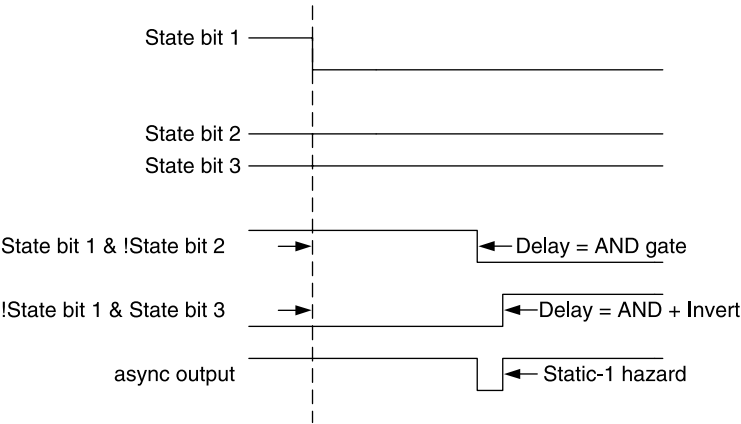 State bit 1
State bit 2
State bit 3
State bit 1 & !State bit 2
Delay = AND gate
!State bit 1 & State bit 3
Delay = AND + Invert
async output
Static-1 hazard